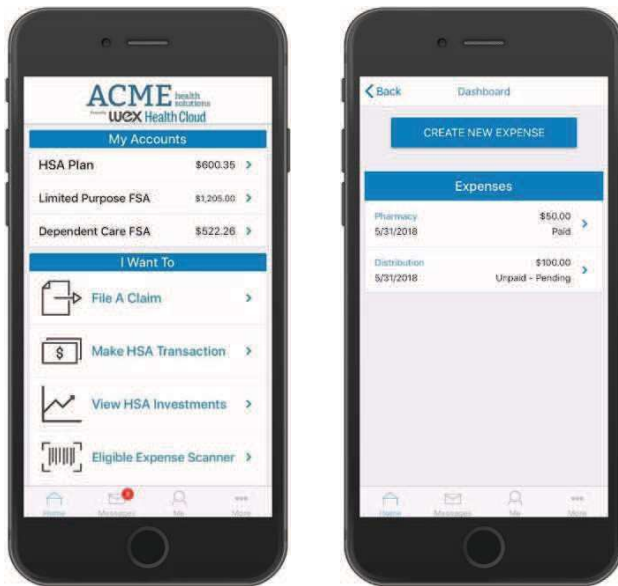 ACME health
solutions
WEX Health Cloud
My Accounts
HSA Plan $600.35
Limited Purpose FSA $1,205.00
Dependent Care FSA $522.26
I Want To
File A Claim
$
Make HSA Transaction
View HSA Investments
Eligible Expense Scanner
Home Messages Me More
Back Dashboard
CREATE NEW EXPENSE
Expenses
Pharmacy $50.00
5/31/2018 Paid
Distribution $100.00
5/31/2018 Unpaid - Pending
Home Messages Me More